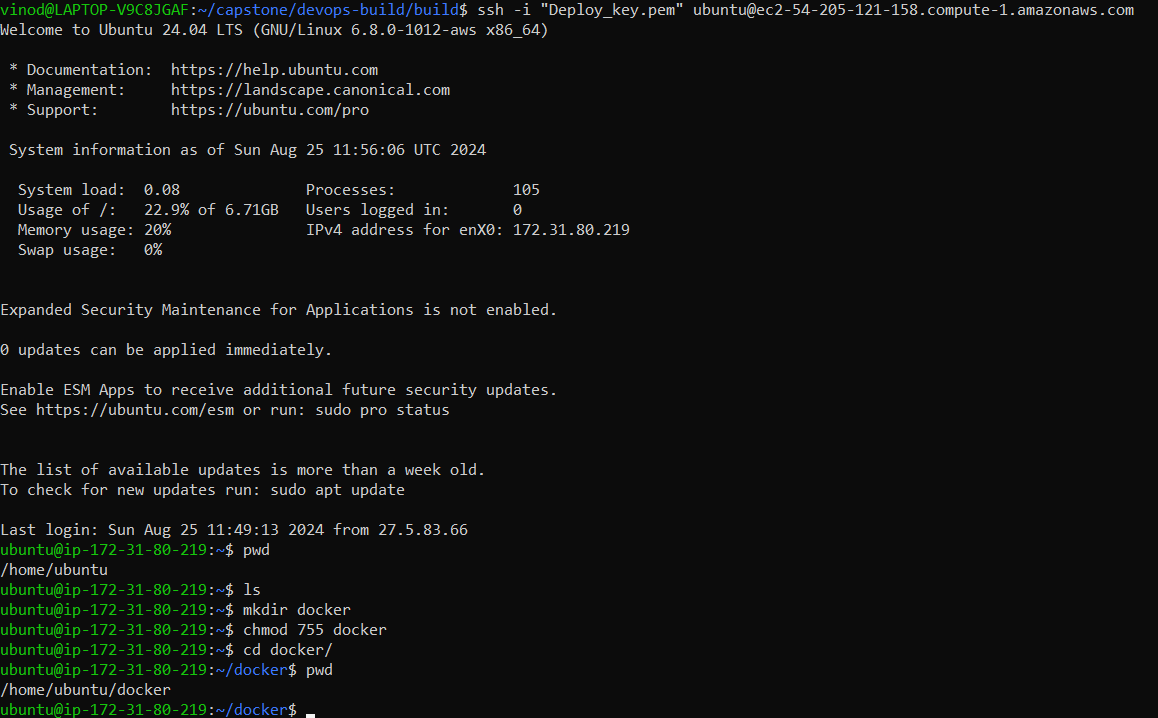 vinod@LAPTOP-V9C8JGAF:~/capstone/devops-build/build$ ssh -i "Deploy_key.pem" ubuntu@ec2-54-205-121-158.compute-1.amazonaws.com
Welcome to Ubuntu 24.04 LTS (GNU/Linux 6.8.0-1012-aws x86_64)

 * Documentation:  https://help.ubuntu.com
 * Management:     https://landscape.canonical.com
 * Support:        https://ubuntu.com/pro

 System information as of Sun Aug 25 11:56:06 UTC 2024

  System load:  0.08              Processes:             105
  Usage of /:   22.9% of 6.71GB   Users logged in:       0
  Memory usage: 20%               IPv4 address for enX0: 172.31.80.219
  Swap usage:   0%


Expanded Security Maintenance for Applications is not enabled.

0 updates can be applied immediately.

Enable ESM Apps to receive additional future security updates.
See https://ubuntu.com/esm or run: sudo pro status


The list of available updates is more than a week old.
To check for new updates run: sudo apt update

Last login: Sun Aug 25 11:49:13 2024 from 27.5.83.66
ubuntu@ip-172-31-80-219:~$ pwd
/home/ubuntu
ubuntu@ip-172-31-80-219:~$ ls
ubuntu@ip-172-31-80-219:~$ mkdir docker
ubuntu@ip-172-31-80-219:~$ chmod 755 docker
ubuntu@ip-172-31-80-219:~$ cd docker/
ubuntu@ip-172-31-80-219:~/docker$ pwd
/home/ubuntu/docker
ubuntu@ip-172-31-80-219:~/docker$